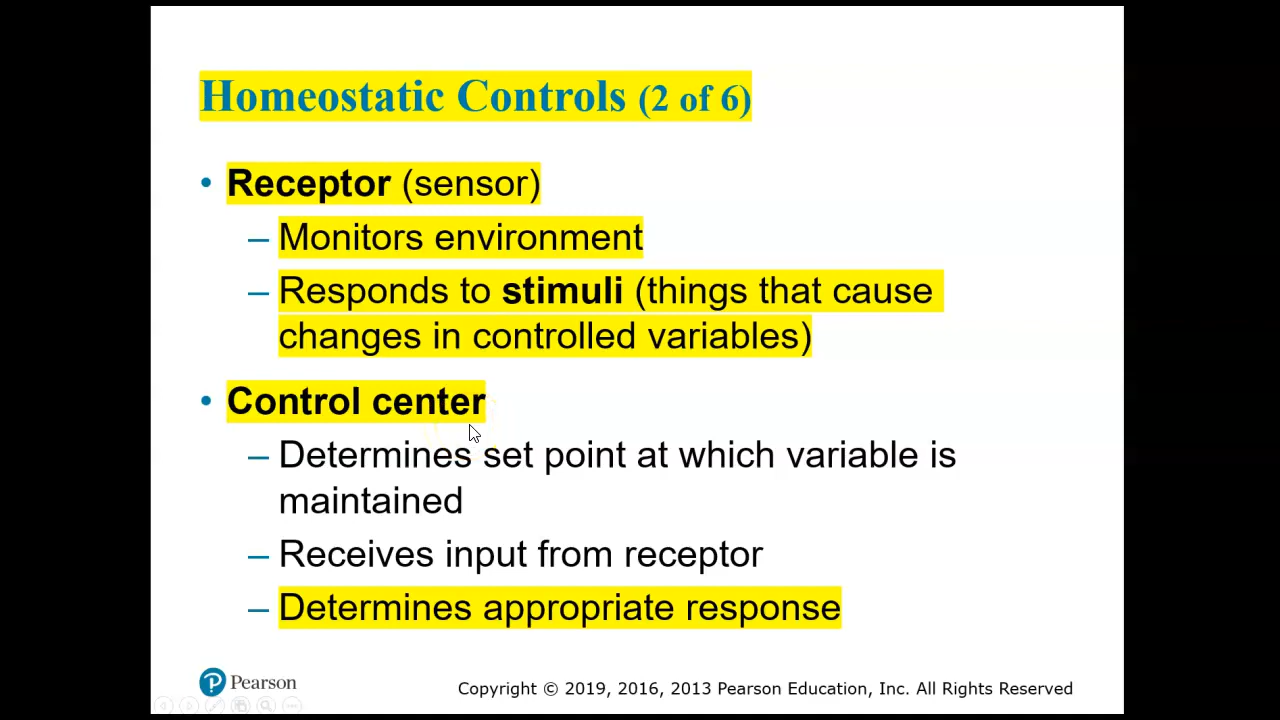 Homeostatic Controls (2 of 6)
• Receptor (sensor)
– Monitors environment
– Responds to stimuli (things that cause
changes in controlled variables)
• Control center
– Determines set point at which variable is
maintained
– Receives input from receptor
– Determines appropriate response
P Pearson
Copyright © 2019, 2016, 2013 Pearson Education, Inc. All Rights Reserved